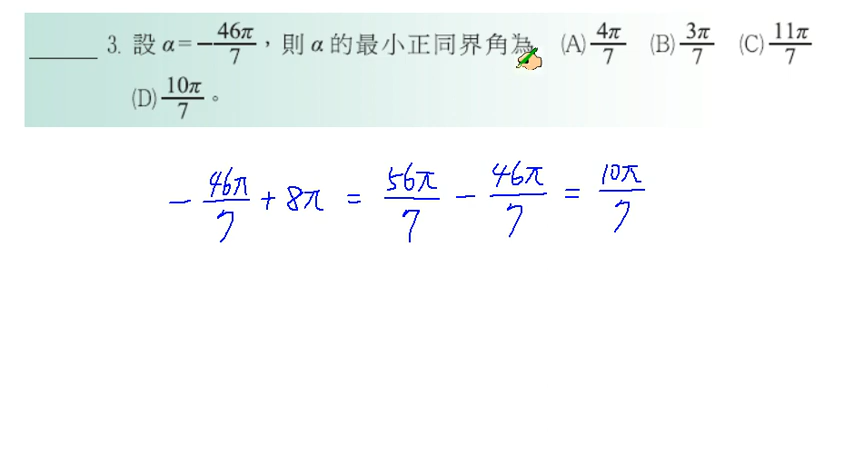 _____ 3. 設 α=−46π/7，則 α 的最小正同界角為 (A) 4π/7 (B) 3π/7 (C) 11π/7
(D) 10π/7。
− 46π/7 + 8π = 56π/7 − 46π/7 = 10π/7